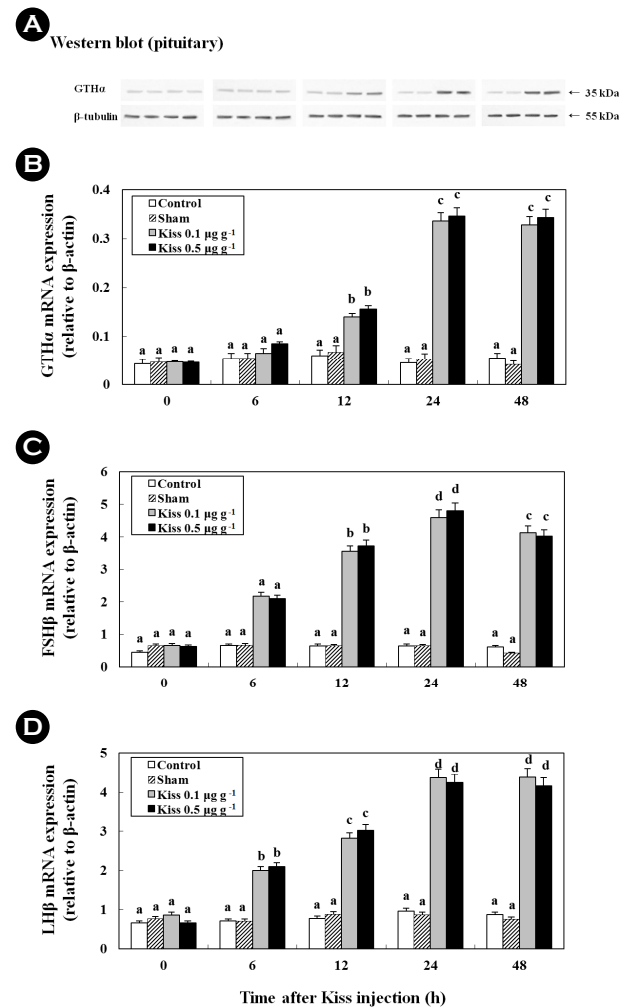 A
Western blot (pituitary)
GTHα
← 35 kDa
β-tubulin
← 55 kDa
B
GTHα mRNA expression
(relative to β-actin)
0.4
0.3
0.2
0.1
0
Control
Sham
Kiss 0.1 µg g⁻¹
Kiss 0.5 µg g⁻¹
a a a a
a a a a
a a b b
a a c c
a a c c
0 6 12 24 48
C
FSHβ mRNA expression
(relative to β-actin)
6
5
4
3
2
1
0
Control
Sham
Kiss 0.1 µg g⁻¹
Kiss 0.5 µg g⁻¹
a a a a
a a a a
a a b b
a a d d
a a c c
0 6 12 24 48
D
LHβ mRNA expression
(relative to β-actin)
5
4
3
2
1
0
Control
Sham
Kiss 0.1 µg g⁻¹
Kiss 0.5 µg g⁻¹
a a a a
a a b b
a a c c
a a d d
a a d d
0 6 12 24 48
Time after Kiss injection (h)